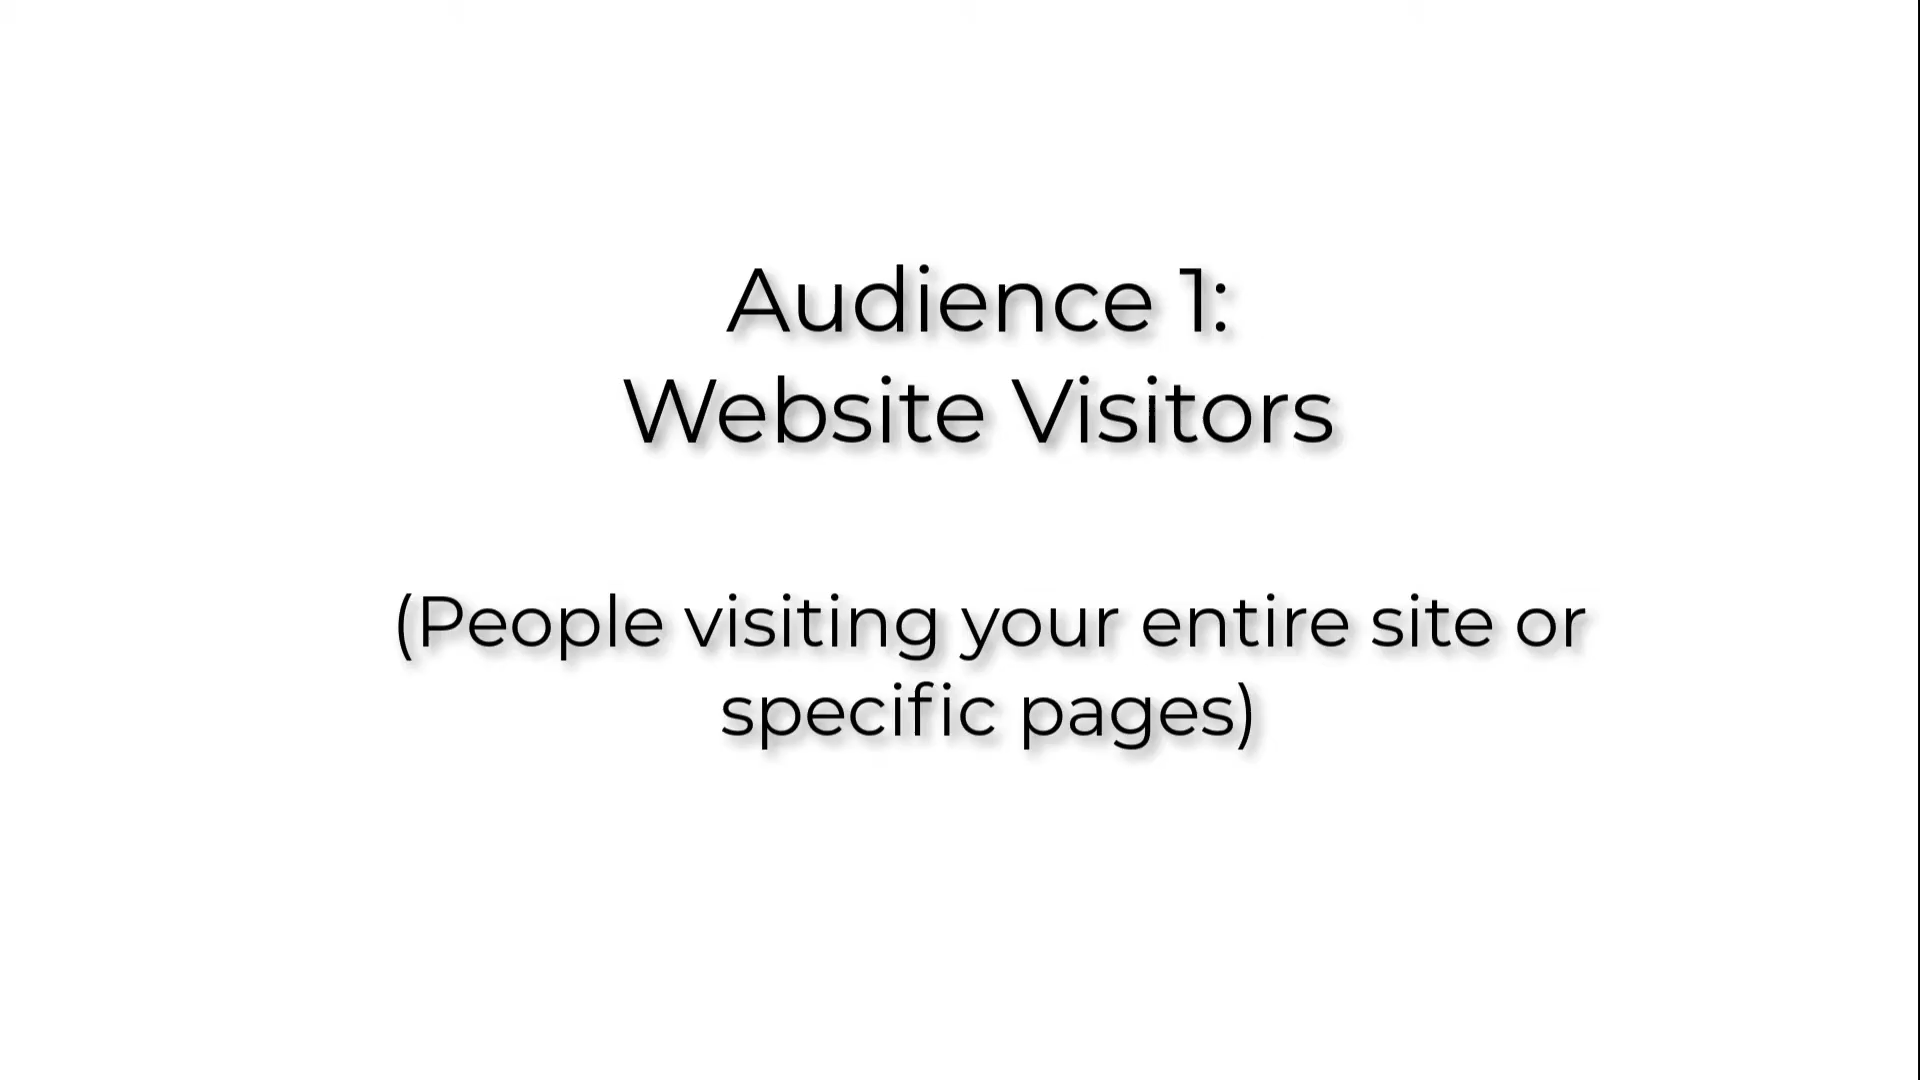 Audience 1:
Website Visitors
(People visiting your entire site or
specific pages)